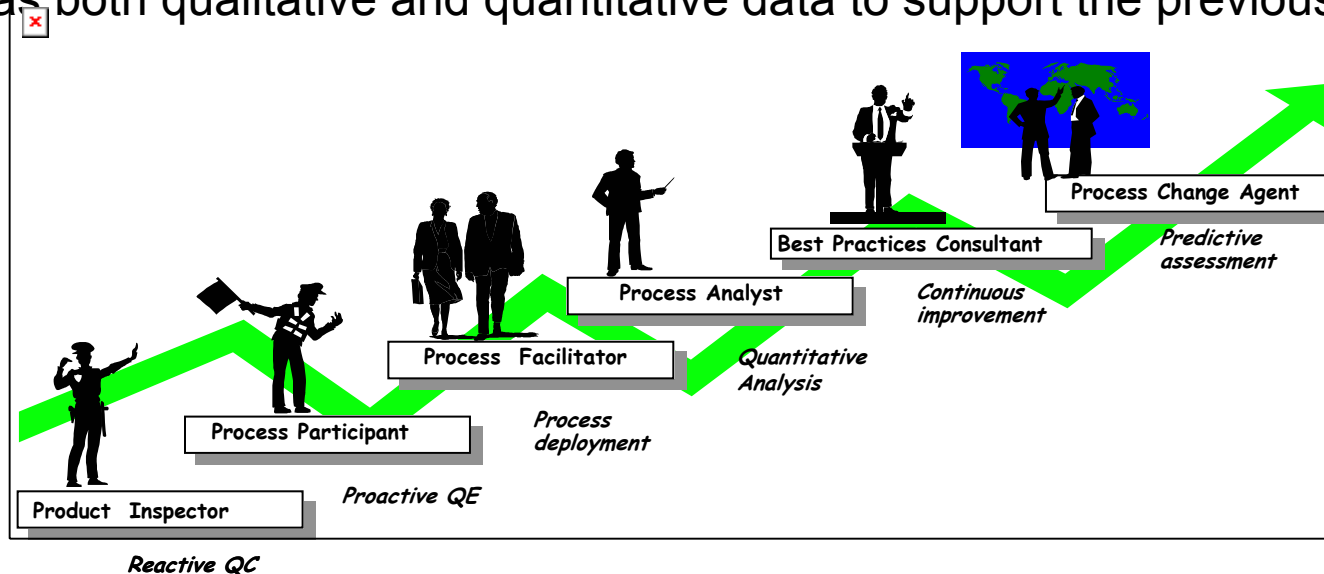 as both qualitative and quantitative data to support the previous
Process Change Agent
Predictive
assessment
Best Practices Consultant
Continuous
improvement
Process Analyst
Quantitative
Analysis
Process Facilitator
Process
deployment
Process Participant
Proactive QE
Product Inspector
Reactive QC